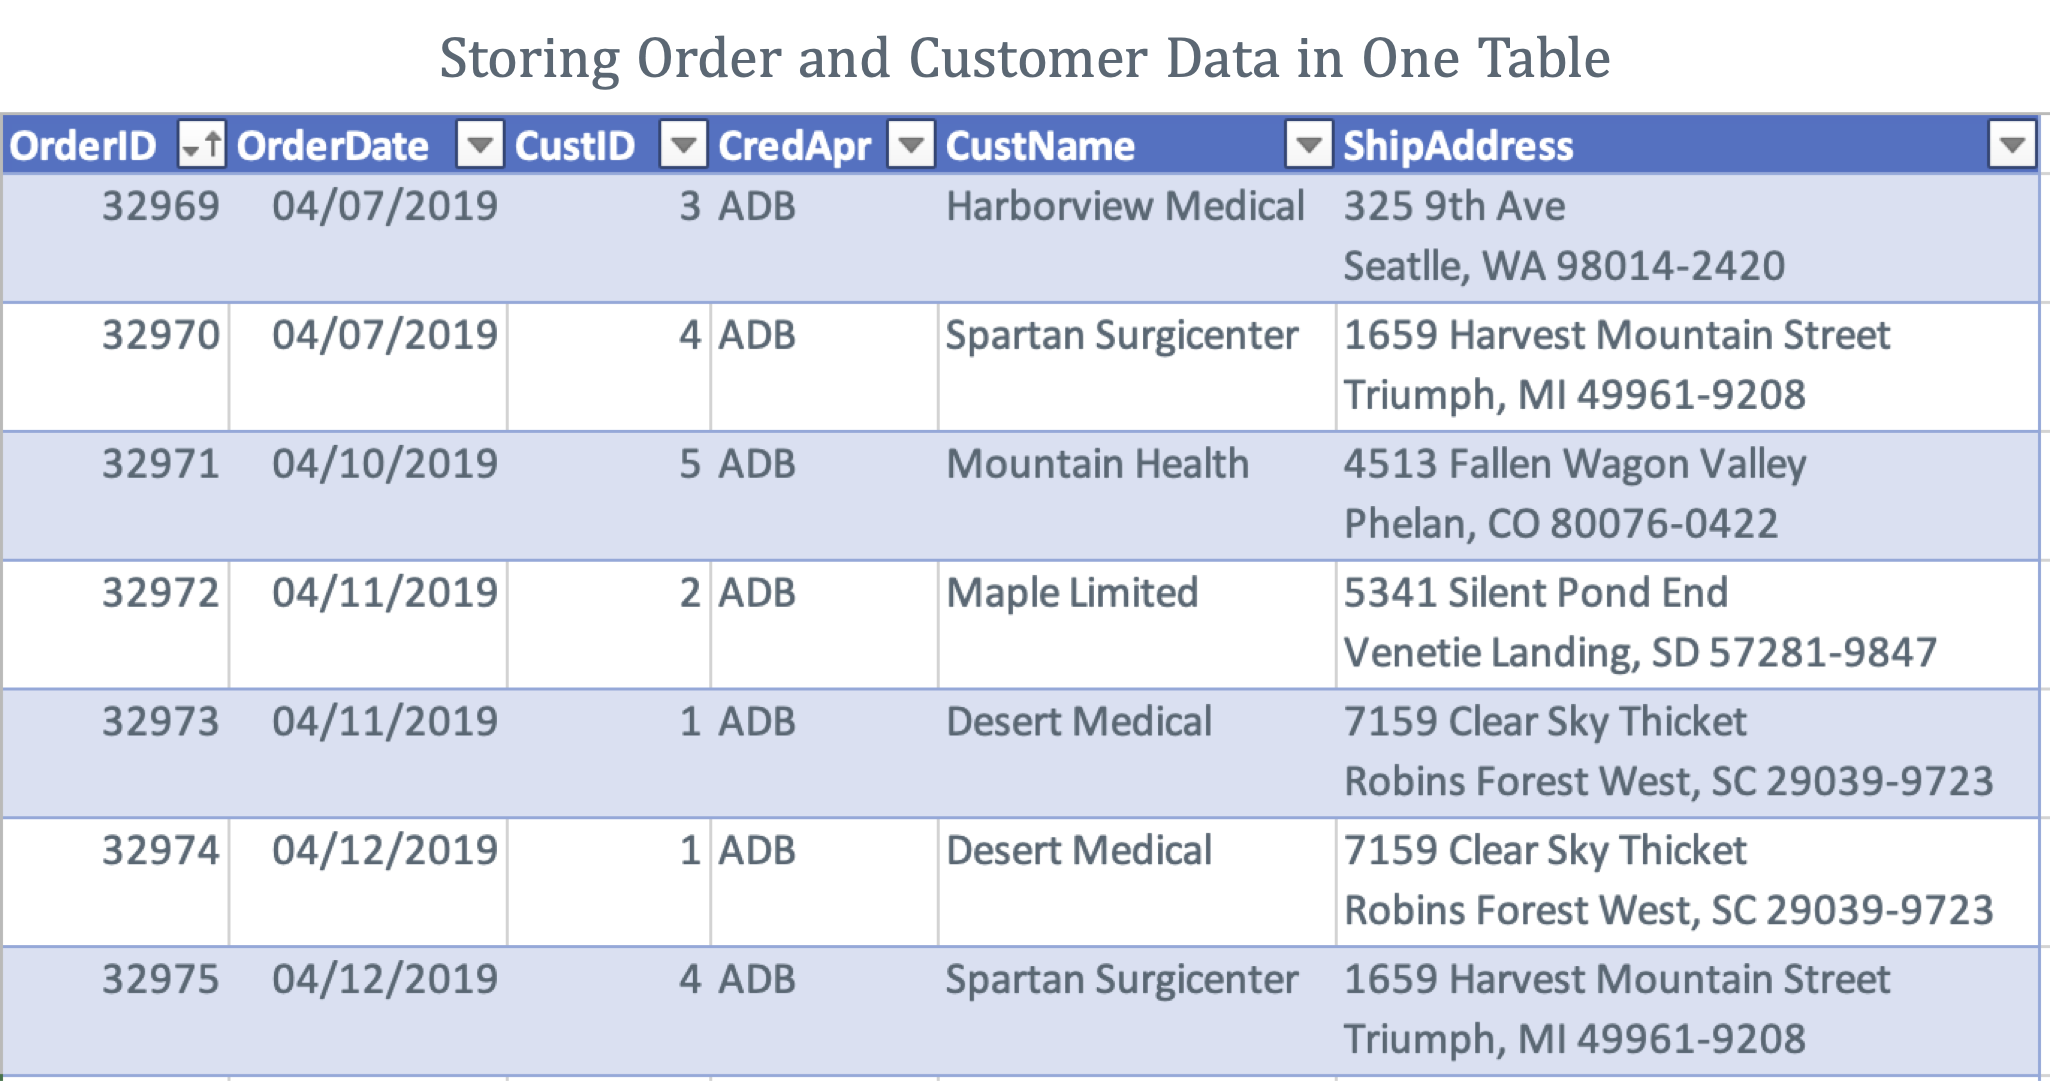 Storing Order and Customer Data in One Table
OrderID OrderDate CustID CredApr CustName ShipAddress
32969 04/07/2019 3 ADB Harborview Medical 325 9th Ave
Seatlle, WA 98014-2420
32970 04/07/2019 4 ADB Spartan Surgicenter 1659 Harvest Mountain Street
Triumph, MI 49961-9208
32971 04/10/2019 5 ADB Mountain Health 4513 Fallen Wagon Valley
Phelan, CO 80076-0422
32972 04/11/2019 2 ADB Maple Limited 5341 Silent Pond End
Venetie Landing, SD 57281-9847
32973 04/11/2019 1 ADB Desert Medical 7159 Clear Sky Thicket
Robins Forest West, SC 29039-9723
32974 04/12/2019 1 ADB Desert Medical 7159 Clear Sky Thicket
Robins Forest West, SC 29039-9723
32975 04/12/2019 4 ADB Spartan Surgicenter 1659 Harvest Mountain Street
Triumph, MI 49961-9208